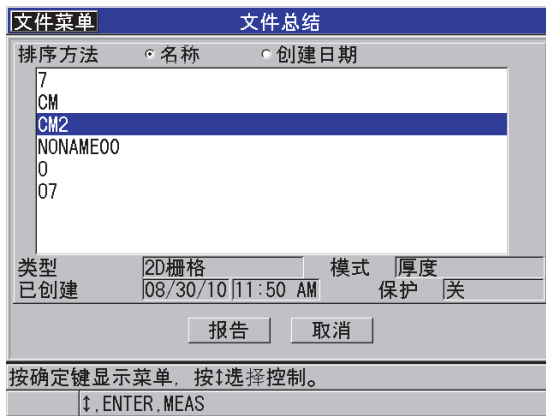 文件菜单 文件总结
排序方法 名称 创建日期
7
CM
CM2
NONAME00
0
07
类型 2D栅格 模式 厚度
已创建 08/30/10 11:50 AM 保护 关
报告 取消
按确定键显示菜单，按↕选择控制。
↕,ENTER,MEAS